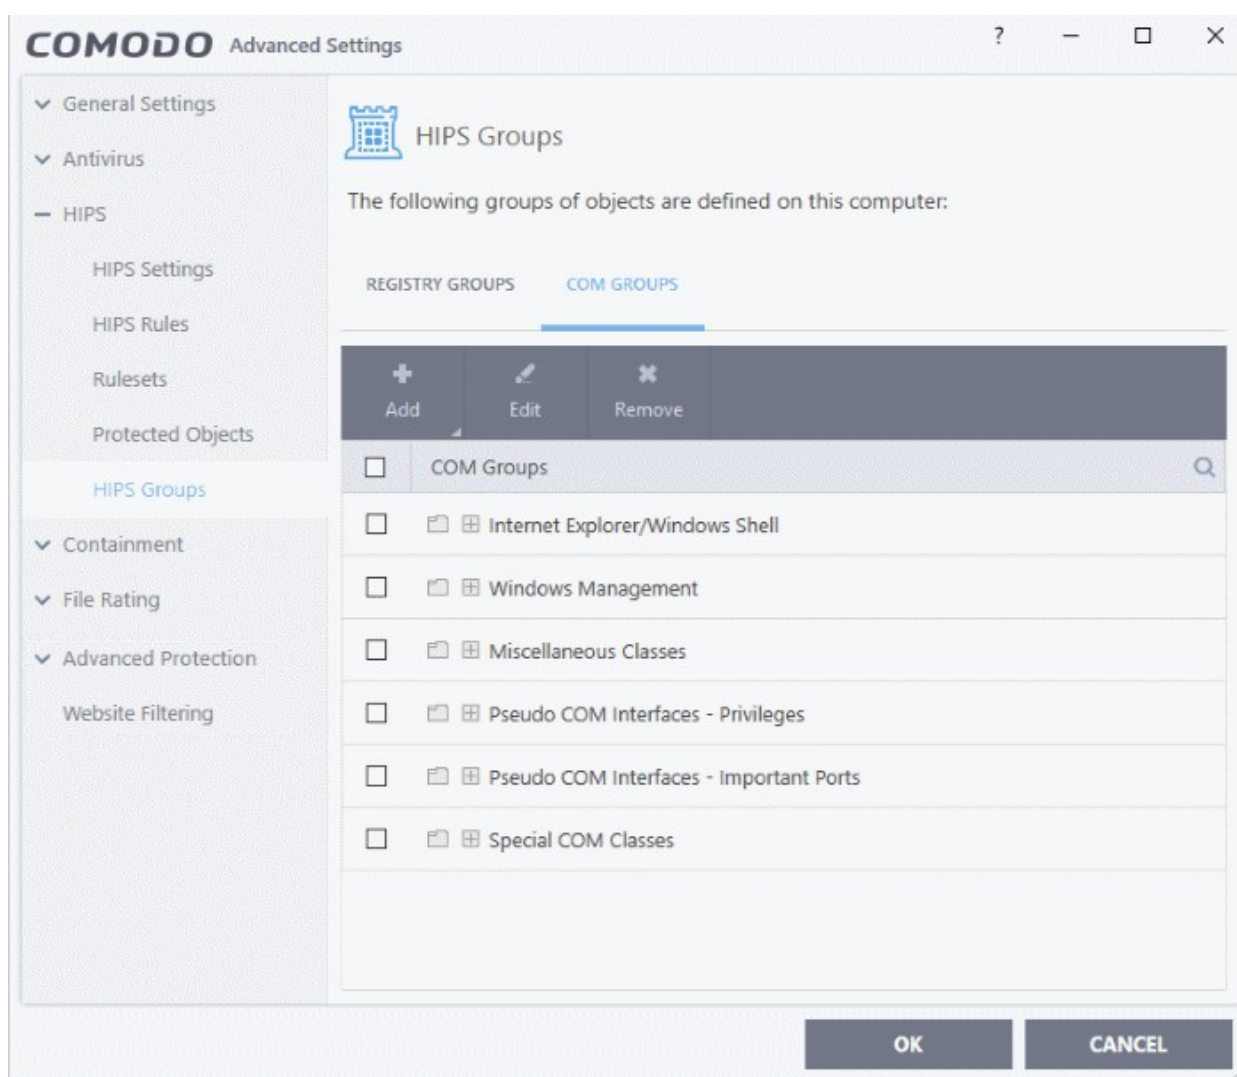 COMODO Advanced Settings ?
General Settings
Antivirus
HIPS
HIPS Settings
HIPS Rules
Rulesets
Protected Objects
HIPS Groups
Containment
File Rating
Advanced Protection
Website Filtering
HIPS Groups
The following groups of objects are defined on this computer:
REGISTRY GROUPS COM GROUPS
Add Edit Remove
COM Groups
Internet Explorer/Windows Shell
Windows Management
Miscellaneous Classes
Pseudo COM Interfaces - Privileges
Pseudo COM Interfaces - Important Ports
Special COM Classes
OK CANCEL